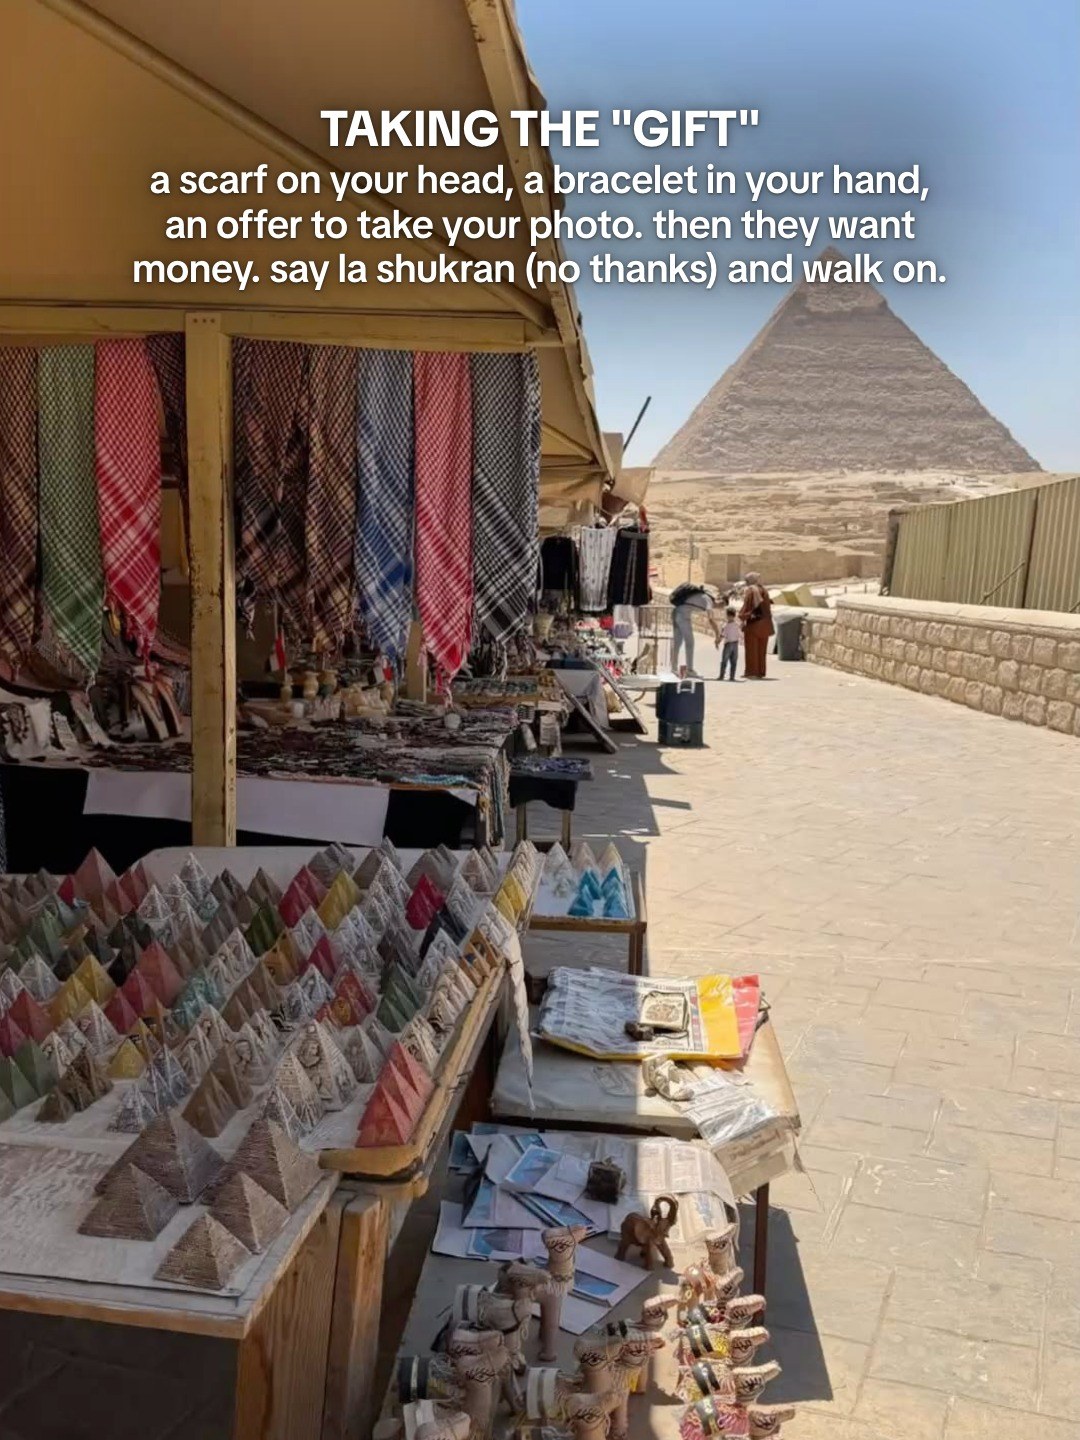 TAKING THE "GIFT"
a scarf on your head, a bracelet in your hand,
an offer to take your photo. then they want
money. say la shukran (no thanks) and walk on.